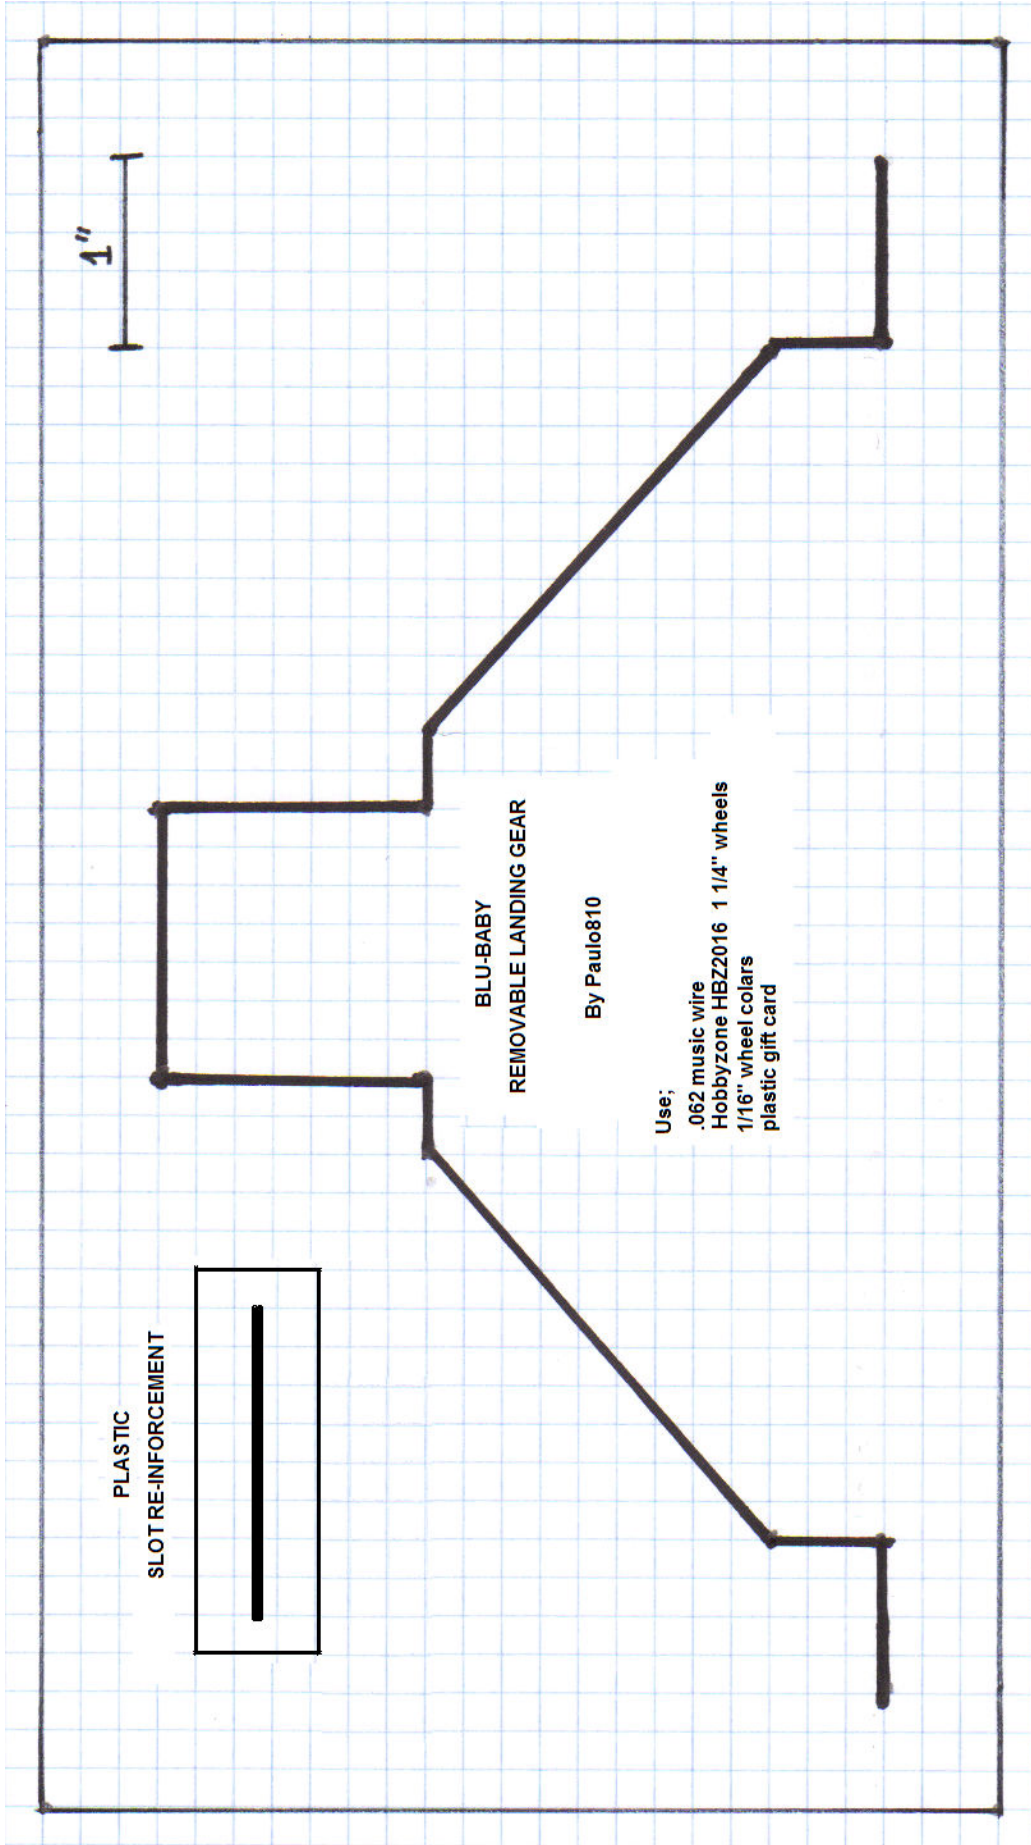 PLASTIC
SLOT RE-INFORCEMENT
1"
BLU-BABY
REMOVABLE LANDING GEAR
By Paulo810
Use;
.062 music wire
Hobbyzone HBZ2016 1 1/4" wheels
1/16" wheel colars
plastic gift card